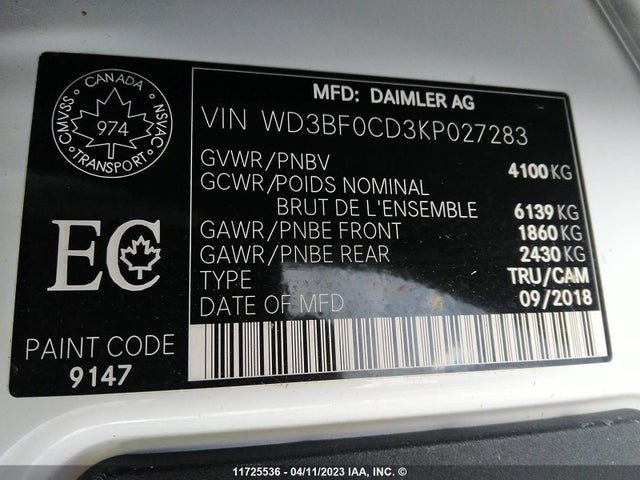 CANADA
CMVSS
974
NSVAC
TRANSPORT
MFD: DAIMLER AG
VIN WD3BF0CD3KP027283
GVWR/PNBV 4100 KG
GCWR/POIDS NOMINAL
BRUT DE L'ENSEMBLE 6139 KG
GAWR/PNBE FRONT 1860 KG
GAWR/PNBE REAR 2430 KG
TYPE TRU/CAM
DATE OF MFD 09/2018
EC
PAINT CODE
9147
11725536 - 04/11/2023 IAA, INC. ©